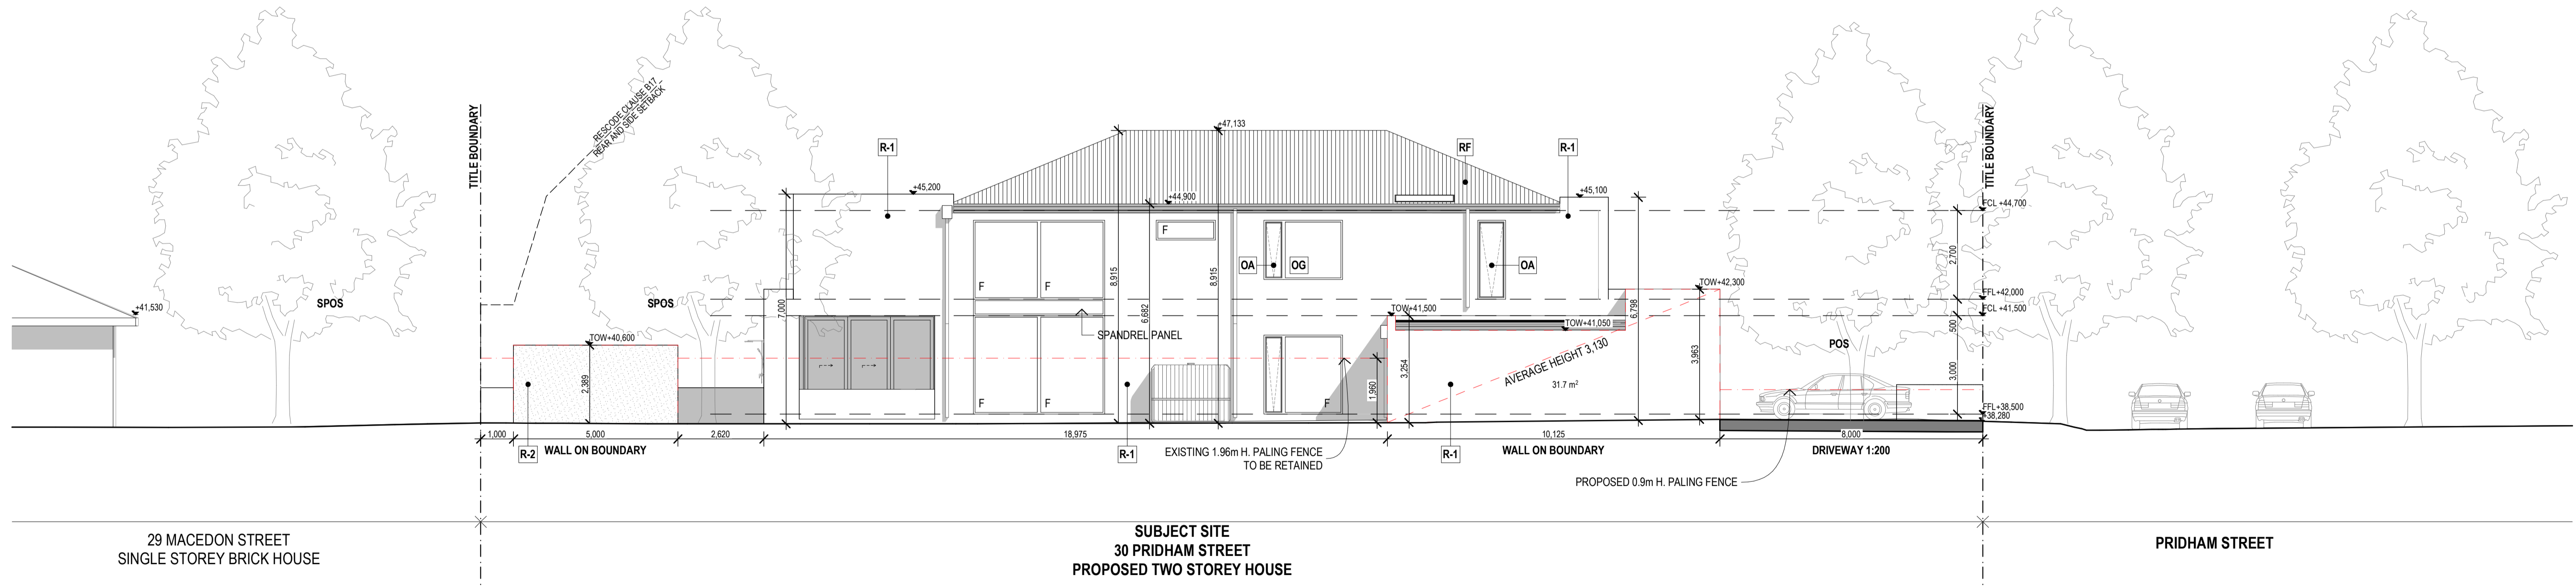 RESCODE CLAUSE B17
REAR AND SIDE SETBACK
TITLE BOUNDARY
TITLE BOUNDARY
+47,133
R-1
RF
R-1
+45,200
+44,900
+45,100
FCL +44,700
2,700
F
F
F
OA
OG
OA
8,915
8,915
7,000
6,682
6,798
SPOS
SPOS
+41,530
TOW+42,300
FFL +42,000
TOW+41,500
FCL +41,500
TOW+41,050
500
SPANDREL PANEL
TOW+40,600
2,389
AVERAGE HEIGHT 3,130
31.7 m²
3,254
1,960
3,963
POS
3,000
F
F
F
FFL+38,500
+38,280
1,000
5,000
2,620
18,975
10,125
8,000
R-2
WALL ON BOUNDARY
R-1
EXISTING 1.96m H. PALING FENCE
TO BE RETAINED
R-1
WALL ON BOUNDARY
DRIVEWAY 1:200
PROPOSED 0.9m H. PALING FENCE
29 MACEDON STREET
SINGLE STOREY BRICK HOUSE
SUBJECT SITE
30 PRIDHAM STREET
PROPOSED TWO STOREY HOUSE
PRIDHAM STREET